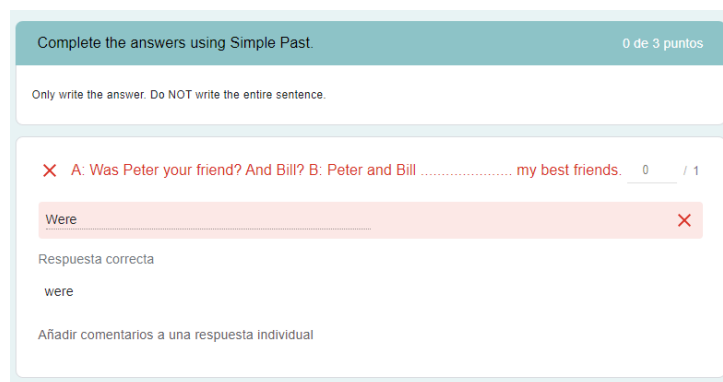 Complete the answers using Simple Past. 0 de 3 puntos
Only write the answer. Do NOT write the entire sentence.
A: Was Peter your friend? And Bill? B: Peter and Bill ...................... my best friends. 0 / 1
Were
Respuesta correcta
were
Añadir comentarios a una respuesta individual